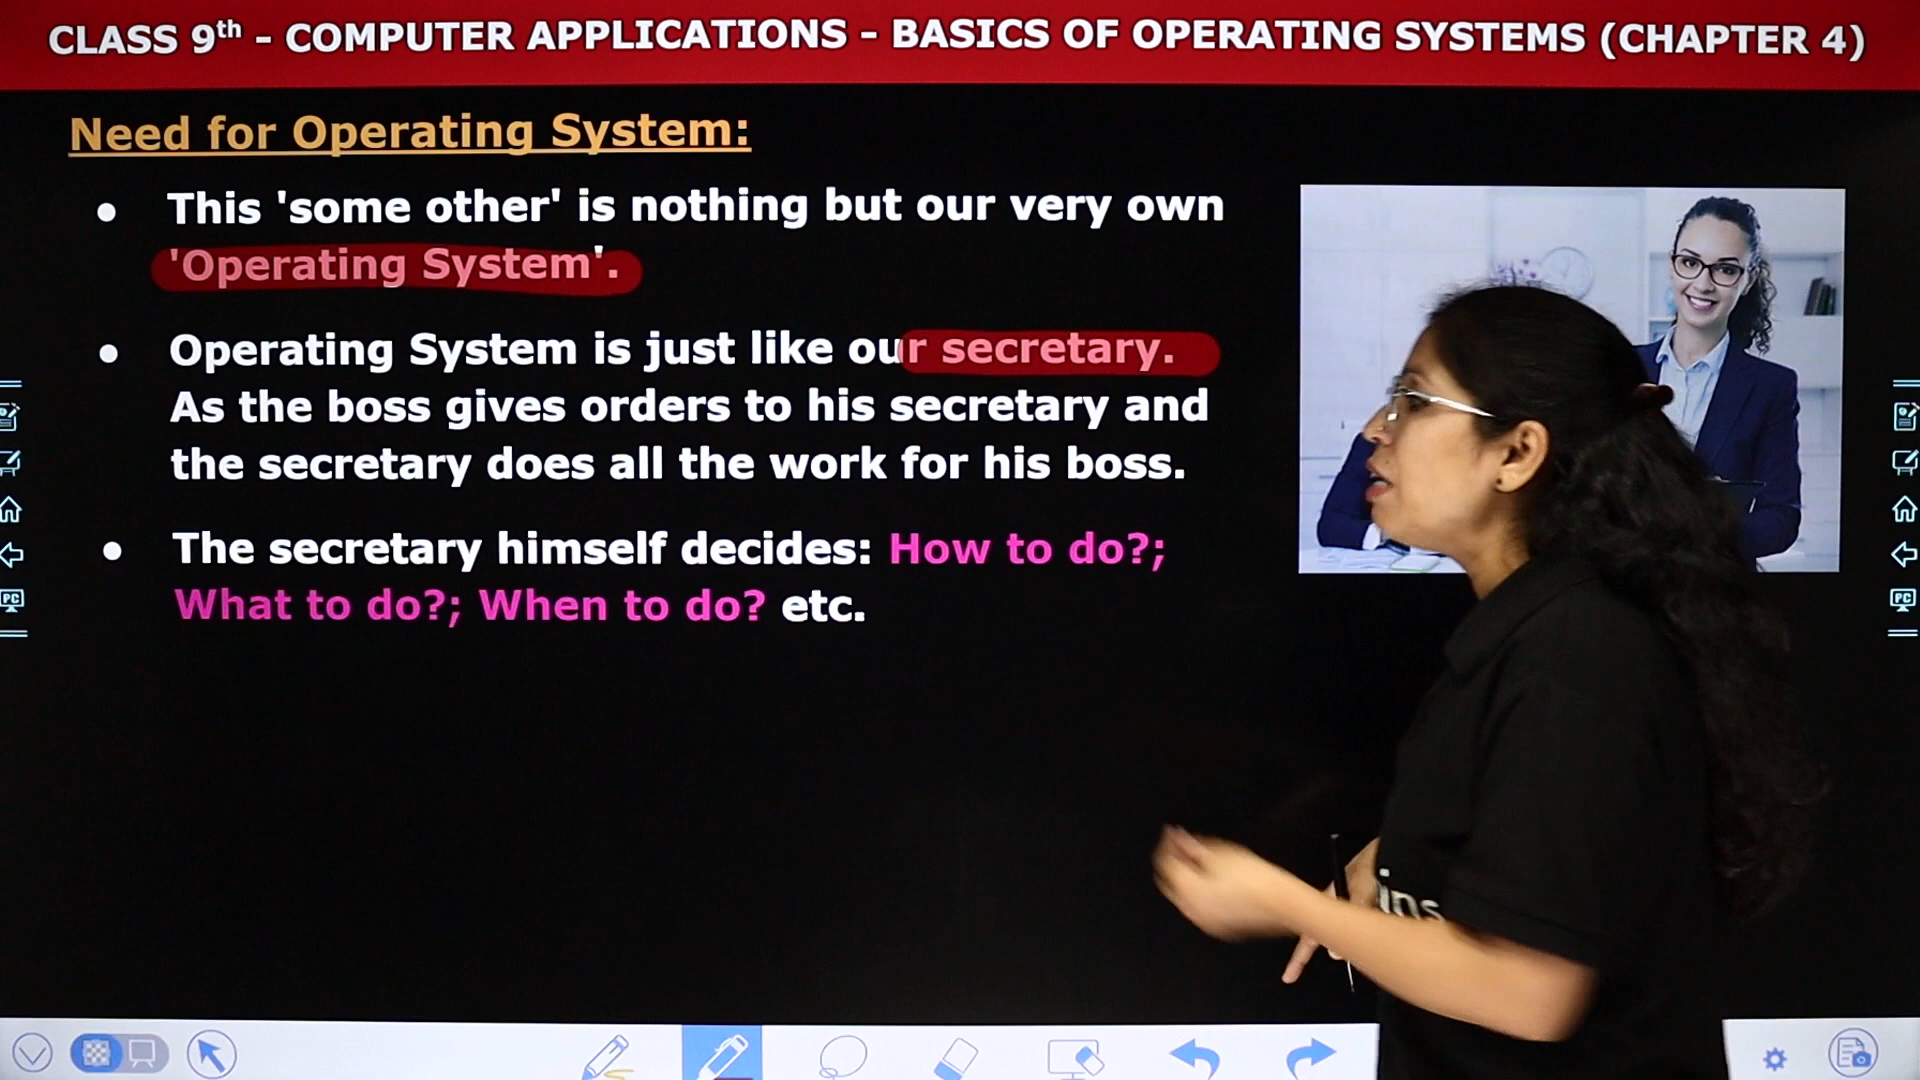 CLASS 9th - COMPUTER APPLICATIONS - BASICS OF OPERATING SYSTEMS (CHAPTER 4)
Need for Operating System:
• This 'some other' is nothing but our very own
'Operating System'.
• Operating System is just like our secretary.
As the boss gives orders to his secretary and
the secretary does all the work for his boss.
• The secretary himself decides: How to do?;
What to do?; When to do? etc.
PC
PC
ins